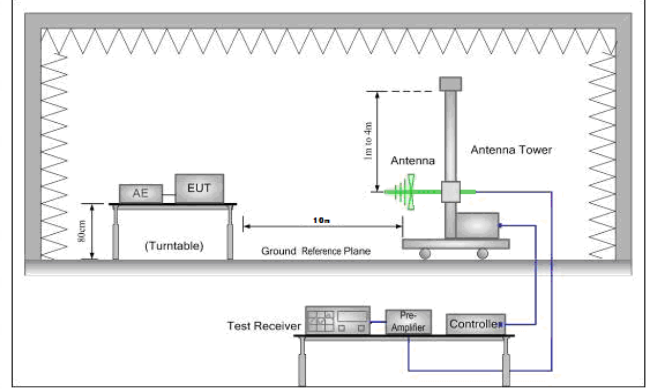 1m to 4m
Antenna
Antenna Tower
AE
EUT
80cm
(Turntable)
10m
Ground Reference Plane
Test Receiver
Pre-
Amplifier
Controller